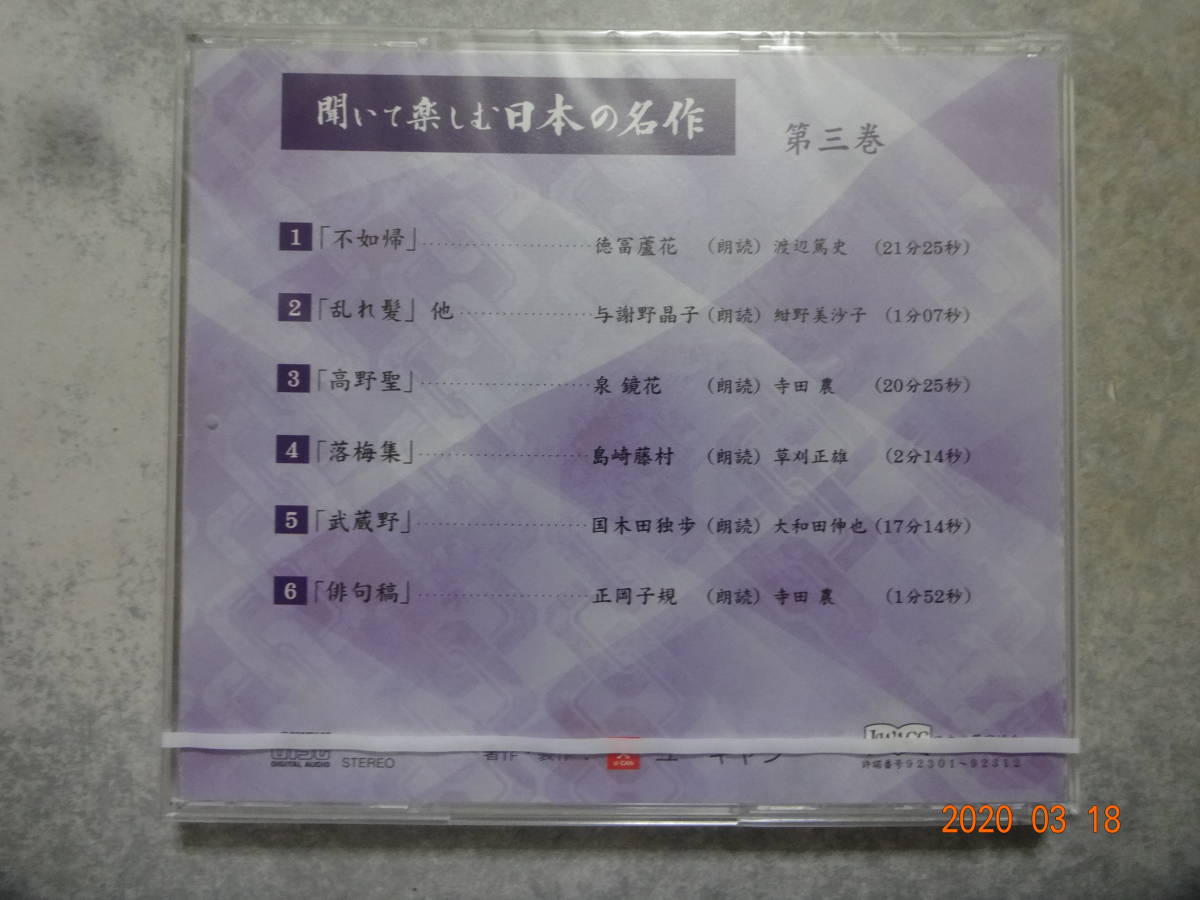 聞いて楽しむ日本の名作
第三巻
1 「不如帰」 徳冨蘆花 (朗読) 渡辺篤史 (21分25秒)
2 「乱れ髪」 他 与謝野晶子 (朗読) 紺野美沙子 (1分07秒)
3 「高野聖」 泉 鏡花 (朗読) 寺田 農 (20分25秒)
4 「落梅集」 島崎藤村 (朗読) 草刈正雄 (2分14秒)
5 「武蔵野」 国木田独歩 (朗読) 大和田伸也 (17分14秒)
6 「俳句稿」 正岡子規 (朗読) 寺田 農 (1分52秒)
DIGITAL AUDIO STEREO
許諾番号92301~92312
2020 03 18